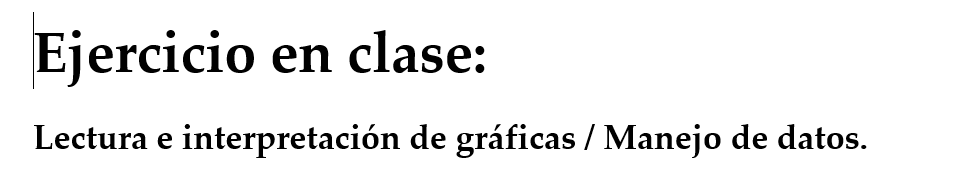 Ejercicio en clase:
Lectura e interpretación de gráficas / Manejo de datos.